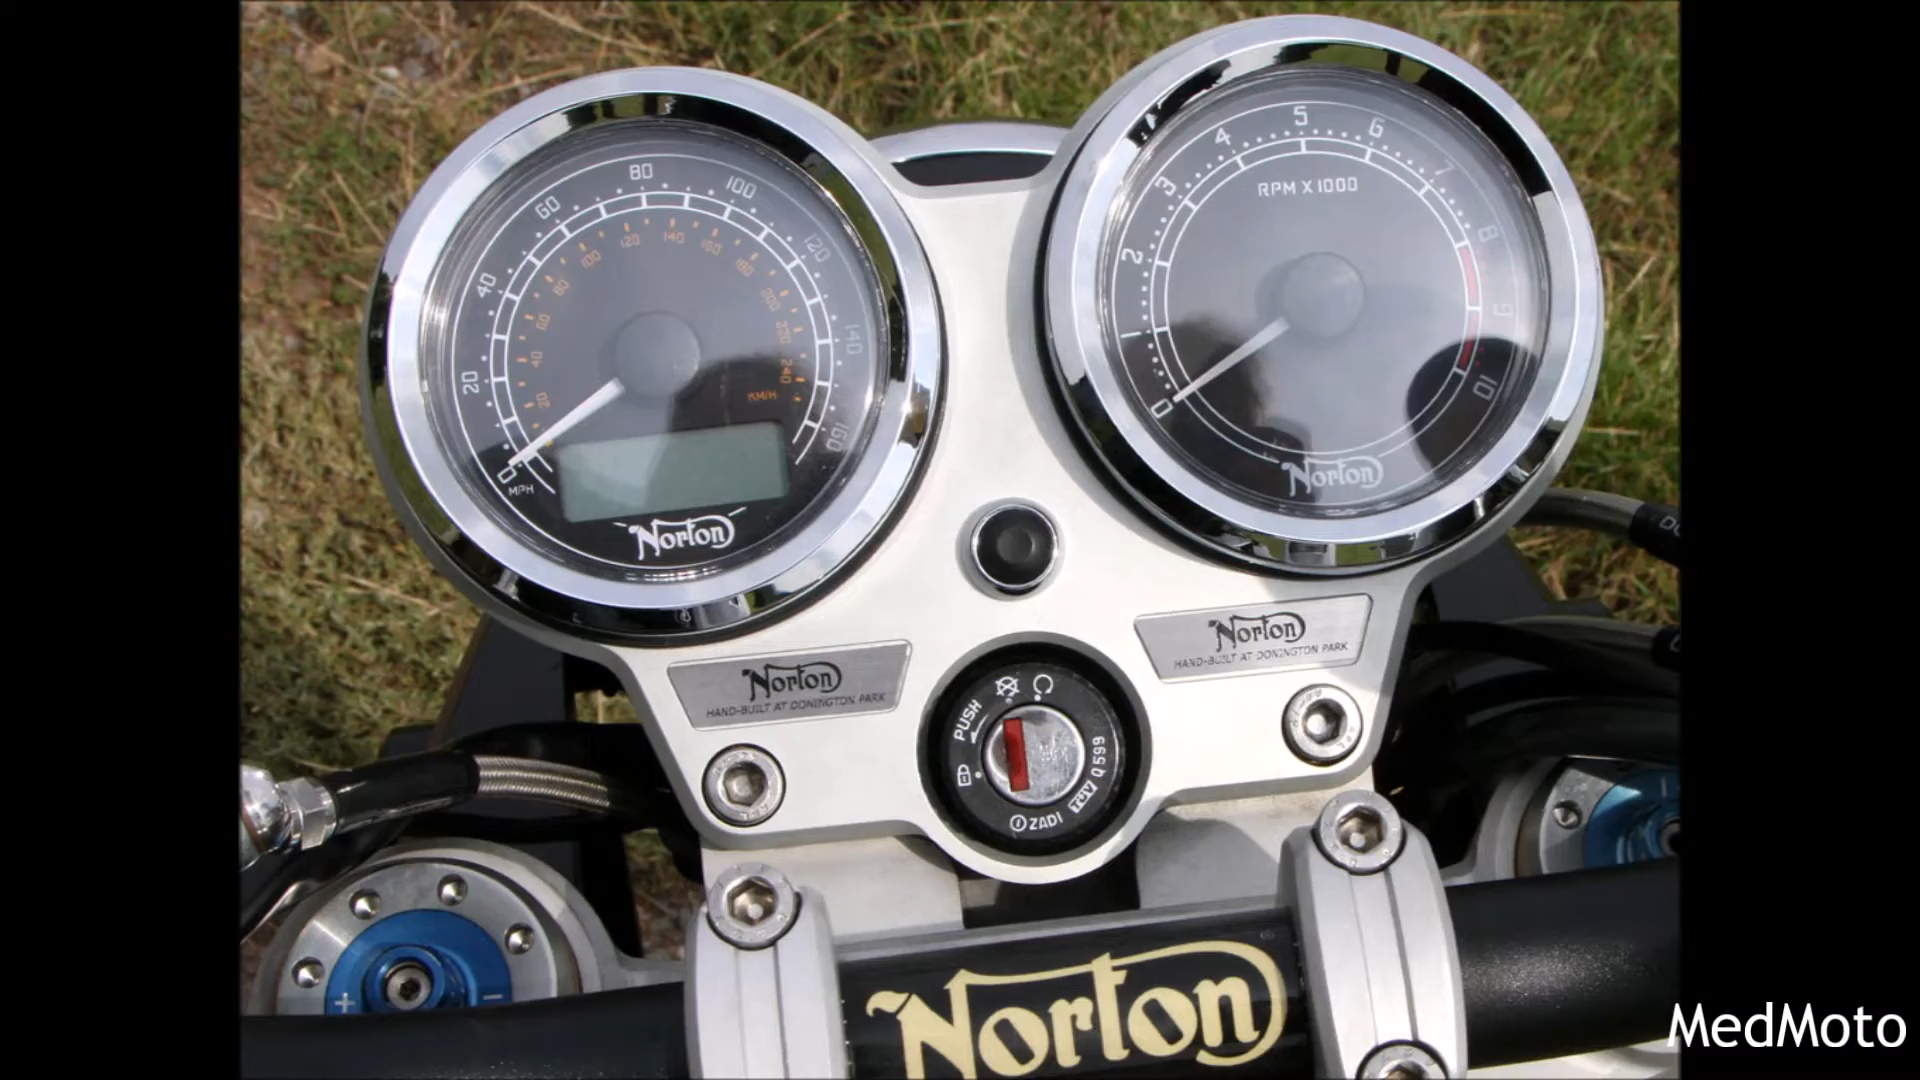 80
60
100
40
120
20
140
0
160
MPH
20
40
60
80
100
120
140
160
180
200
220
240
KM/H
Norton
5
4
6
3
7
2
8
1
9
0
10
RPM X 1000
Norton
Norton
HAND-BUILT AT DONINGTON PARK
Norton
HAND-BUILT AT DONINGTON PARK
PUSH
Q599
ZADI
+ −
Norton
MedMoto